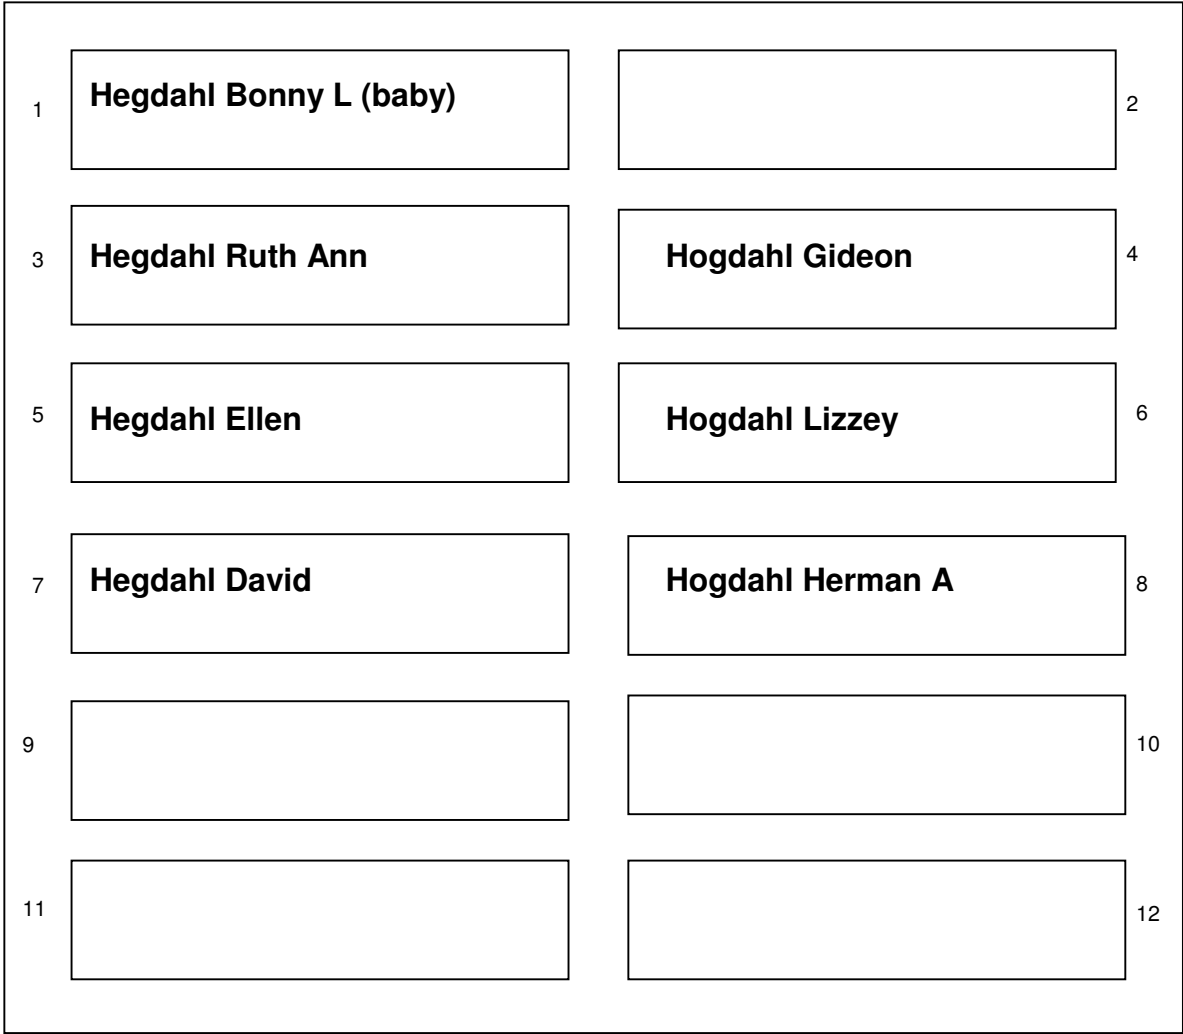 1 Hegdahl Bonny L (baby) 2
3 Hegdahl Ruth Ann Hogdahl Gideon 4
5 Hegdahl Ellen Hogdahl Lizzey 6
7 Hegdahl David Hogdahl Herman A 8
9 10
11 12